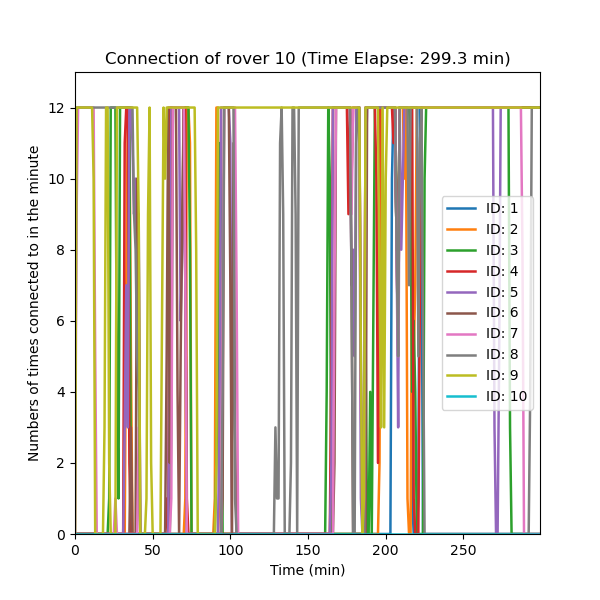 Connection of rover 10 (Time Elapse: 299.3 min)
Numbers of times connected to in the minute
12
10
8
6
4
2
0
0 50 100 150 200 250
Time (min)
ID: 1
ID: 2
ID: 3
ID: 4
ID: 5
ID: 6
ID: 7
ID: 8
ID: 9
ID: 10